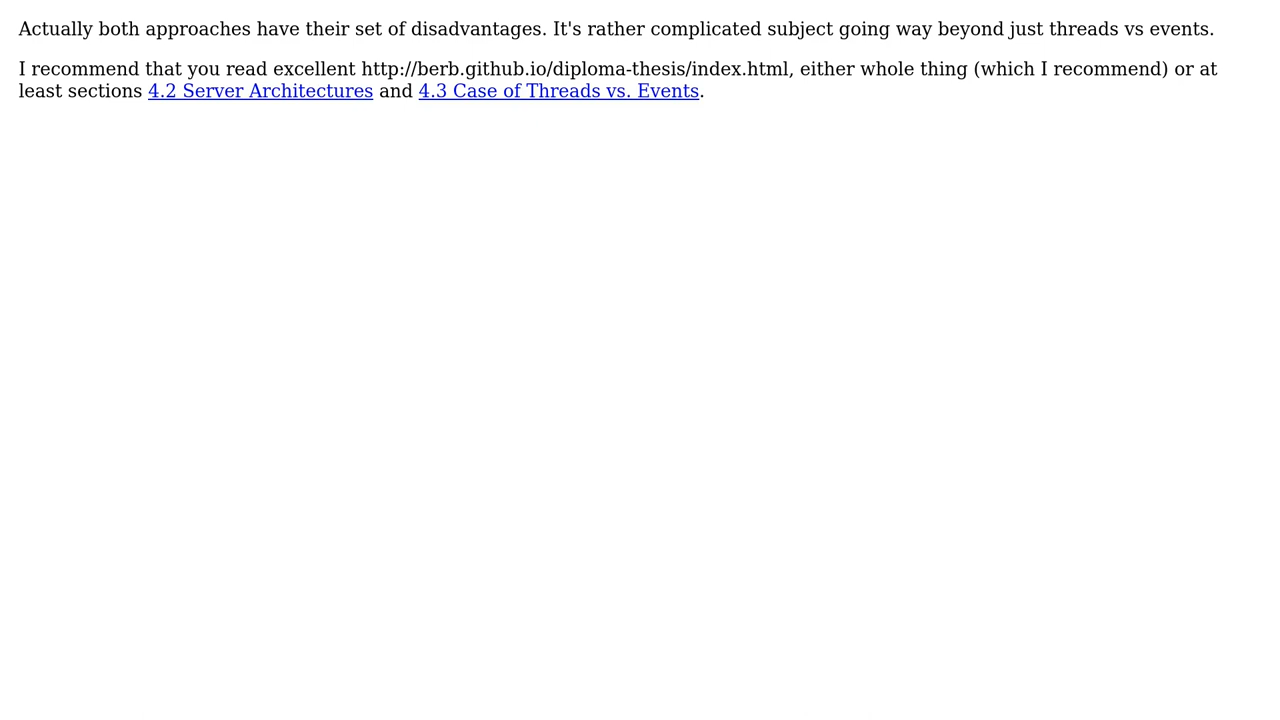 Actually both approaches have their set of disadvantages. It's rather complicated subject going way beyond just threads vs events.
I recommend that you read excellent http://berb.github.io/diploma-thesis/index.html, either whole thing (which I recommend) or at
least sections 4.2 Server Architectures and 4.3 Case of Threads vs. Events.